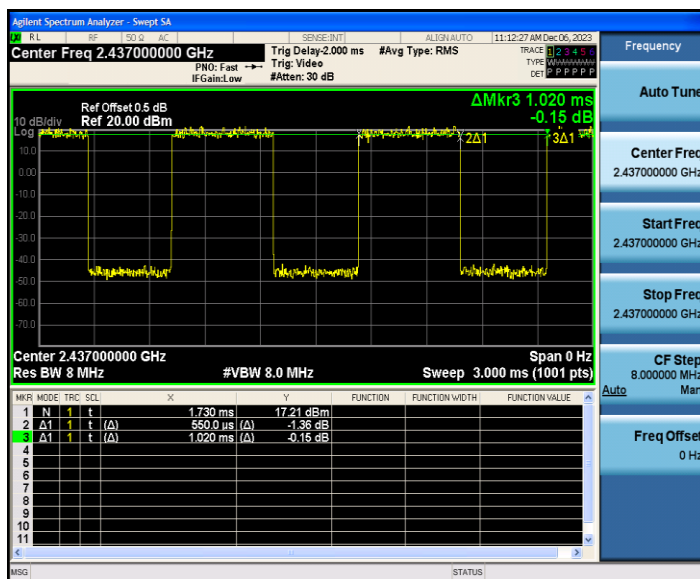 Agilent Spectrum Analyzer - Swept SA
RL RF 50 Ω AC SENSE:INT ALIGNAUTO 11:12:27 AM Dec 06, 2023
Center Freq 2.437000000 GHz
PNO: Fast
IFGain:Low
Trig Delay-2.000 ms
Trig: Video
#Atten: 30 dB
#Avg Type: RMS
TRACE 1 2 3 4 5 6
TYPE
DET P P P P P P
Frequency
Auto Tune
Center Freq
2.437000000 GHz
Start Freq
2.437000000 GHz
Stop Freq
2.437000000 GHz
CF Step
8.000000 MHz
Auto Man
Freq Offset
0 Hz
ΔMkr3 1.020 ms
-0.15 dB
Ref Offset 0.5 dB
10 dB/div Ref 20.00 dBm
Log
10.0
0.00
-10.0
-20.0
-30.0
-40.0
-50.0
-60.0
-70.0
1
2Δ1
3Δ1
Center 2.437000000 GHz Span 0 Hz
Res BW 8 MHz #VBW 8.0 MHz Sweep 3.000 ms (1001 pts)
MKR MODE TRC SCL X Y FUNCTION FUNCTION WIDTH FUNCTION VALUE
1 N 1 t 1.730 ms 17.21 dBm
2 Δ1 1 t (Δ) 550.0 µs (Δ) -1.36 dB
3 Δ1 1 t (Δ) 1.020 ms (Δ) -0.15 dB
4
5
6
7
8
9
10
11
MSG STATUS